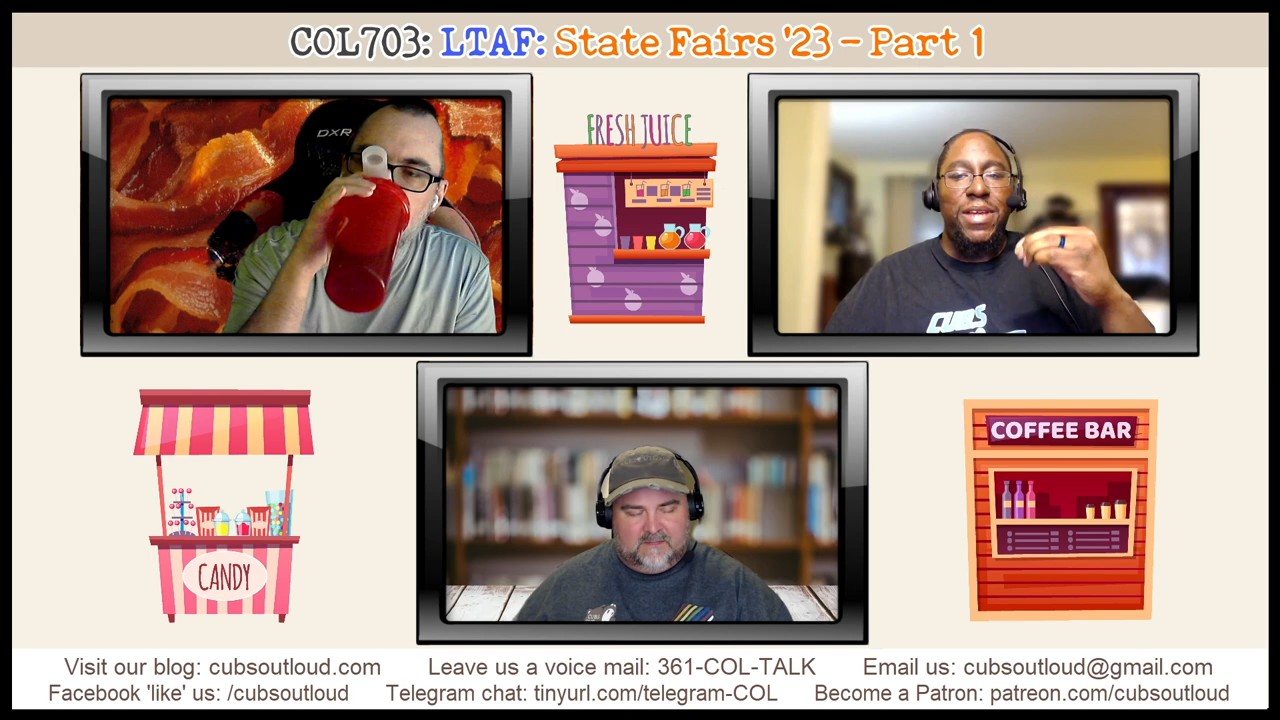 COL703: LTAF: State Fairs '23 - Part 1
DXR
FRESH JUICE
CUBS
COFFEE BAR
CANDY
Visit our blog: cubsoutloud.com Leave us a voice mail: 361-COL-TALK Email us: cubsoutloud@gmail.com
Facebook 'like' us: /cubsoutloud Telegram chat: tinyurl.com/telegram-COL Become a Patron: patreon.com/cubsoutloud